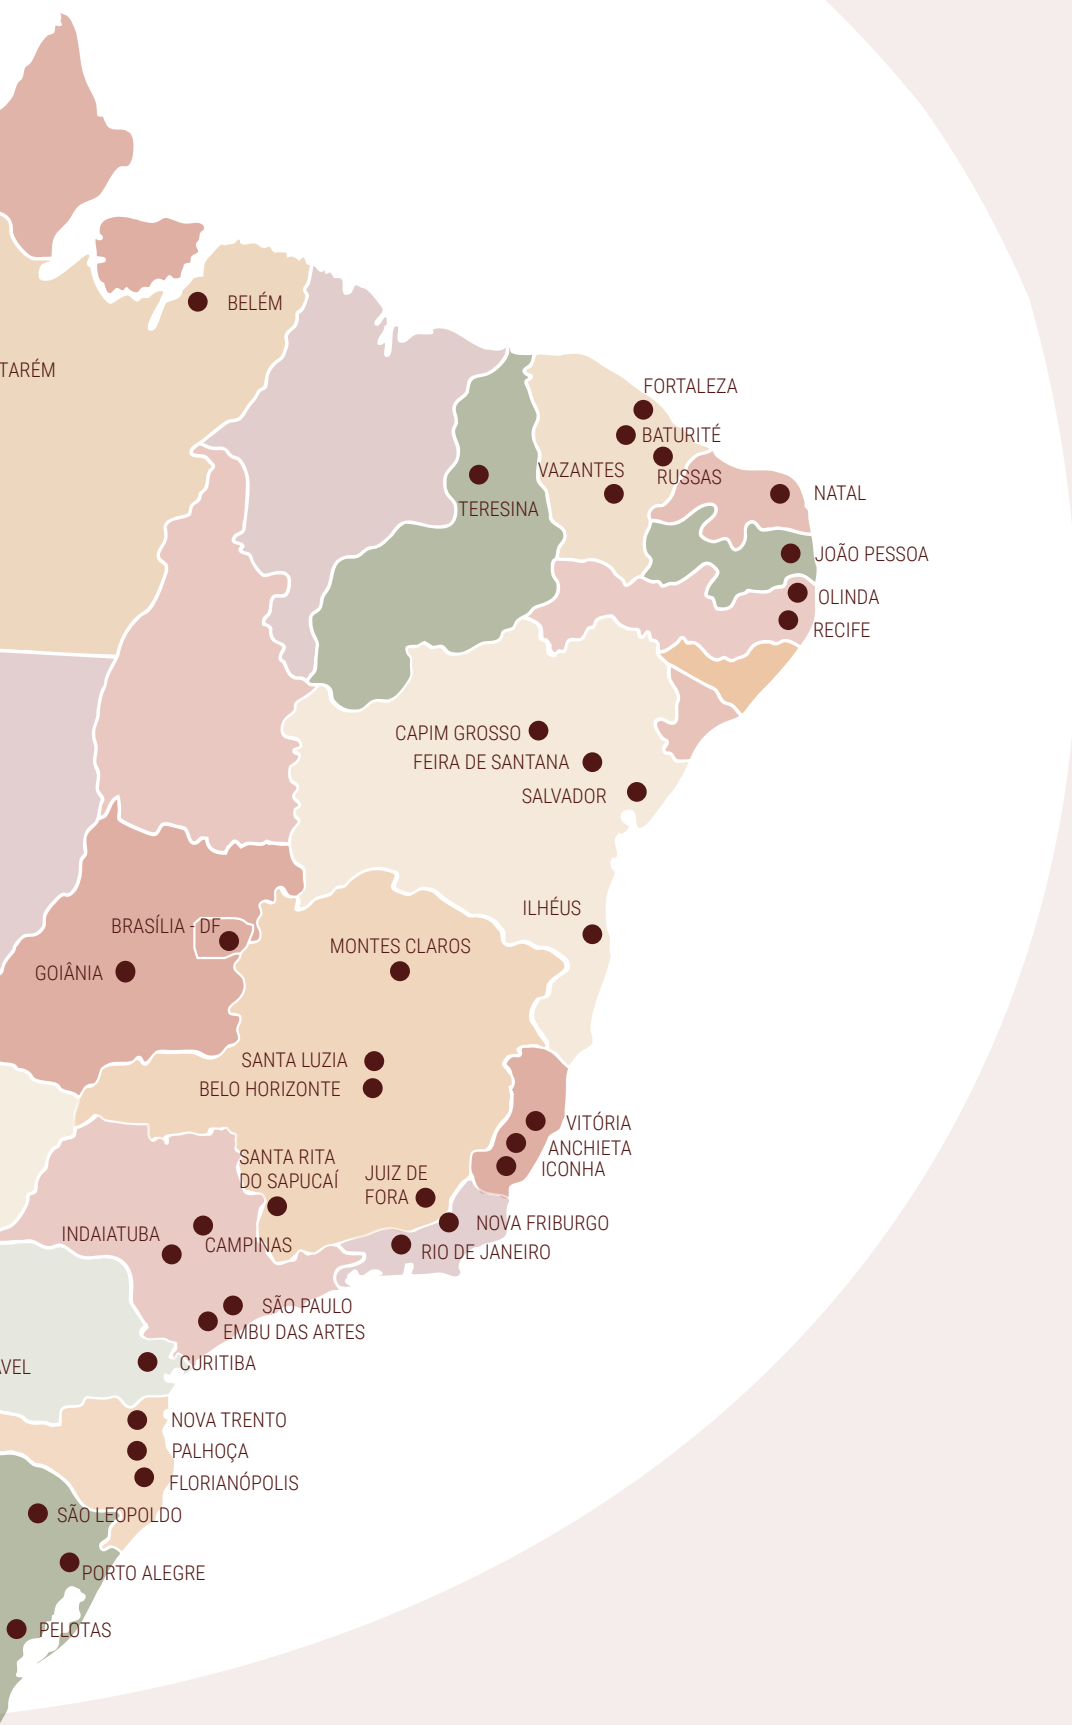 BELÉM
TARÉM
FORTALEZA
BATURITÉ
VAZANTES
RUSSAS
NATAL
TERESINA
JOÃO PESSOA
OLINDA
RECIFE
CAPIM GROSSO
FEIRA DE SANTANA
SALVADOR
ILHÉUS
BRASÍLIA - DF
MONTES CLAROS
GOIÂNIA
SANTA LUZIA
BELO HORIZONTE
VITÓRIA
ANCHIETA
ICONHA
SANTA RITA
DO SAPUCAÍ
JUIZ DE
FORA
NOVA FRIBURGO
INDAIATUBA
CAMPINAS
RIO DE JANEIRO
SÃO PAULO
EMBU DAS ARTES
CURITIBA
AVEL
NOVA TRENTO
PALHOÇA
FLORIANÓPOLIS
SÃO LEOPOLDO
PORTO ALEGRE
PELOTAS